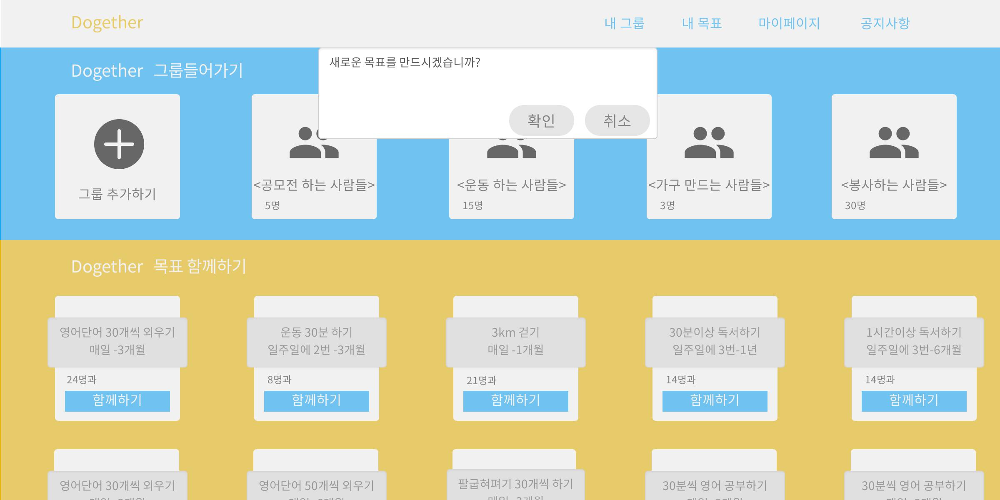 Dogether
내 그룹
내 목표
마이페이지
공지사항
새로운 목표를 만드시겠습니까?
확인
취소
Dogether 그룹들어가기
그룹 추가하기
<공모전 하는 사람들>
5명
<운동 하는 사람들>
15명
<가구 만드는 사람들>
3명
<봉사하는 사람들>
30명
Dogether 목표 함께하기
영어단어 30개씩 외우기
매일 -3개월
24명과
함께하기
운동 30분 하기
일주일에 2번 -3개월
8명과
함께하기
3km 걷기
매일 -1개월
21명과
함께하기
30분이상 독서하기
일주일에 3번-1년
14명과
함께하기
1시간이상 독서하기
일주일에 3번-6개월
14명과
함께하기
영어단어 30개씩 외우기
영어단어 50개씩 외우기
팔굽혀펴기 30개씩 하기
30분씩 영어 공부하기
30분씩 영어 공부하기